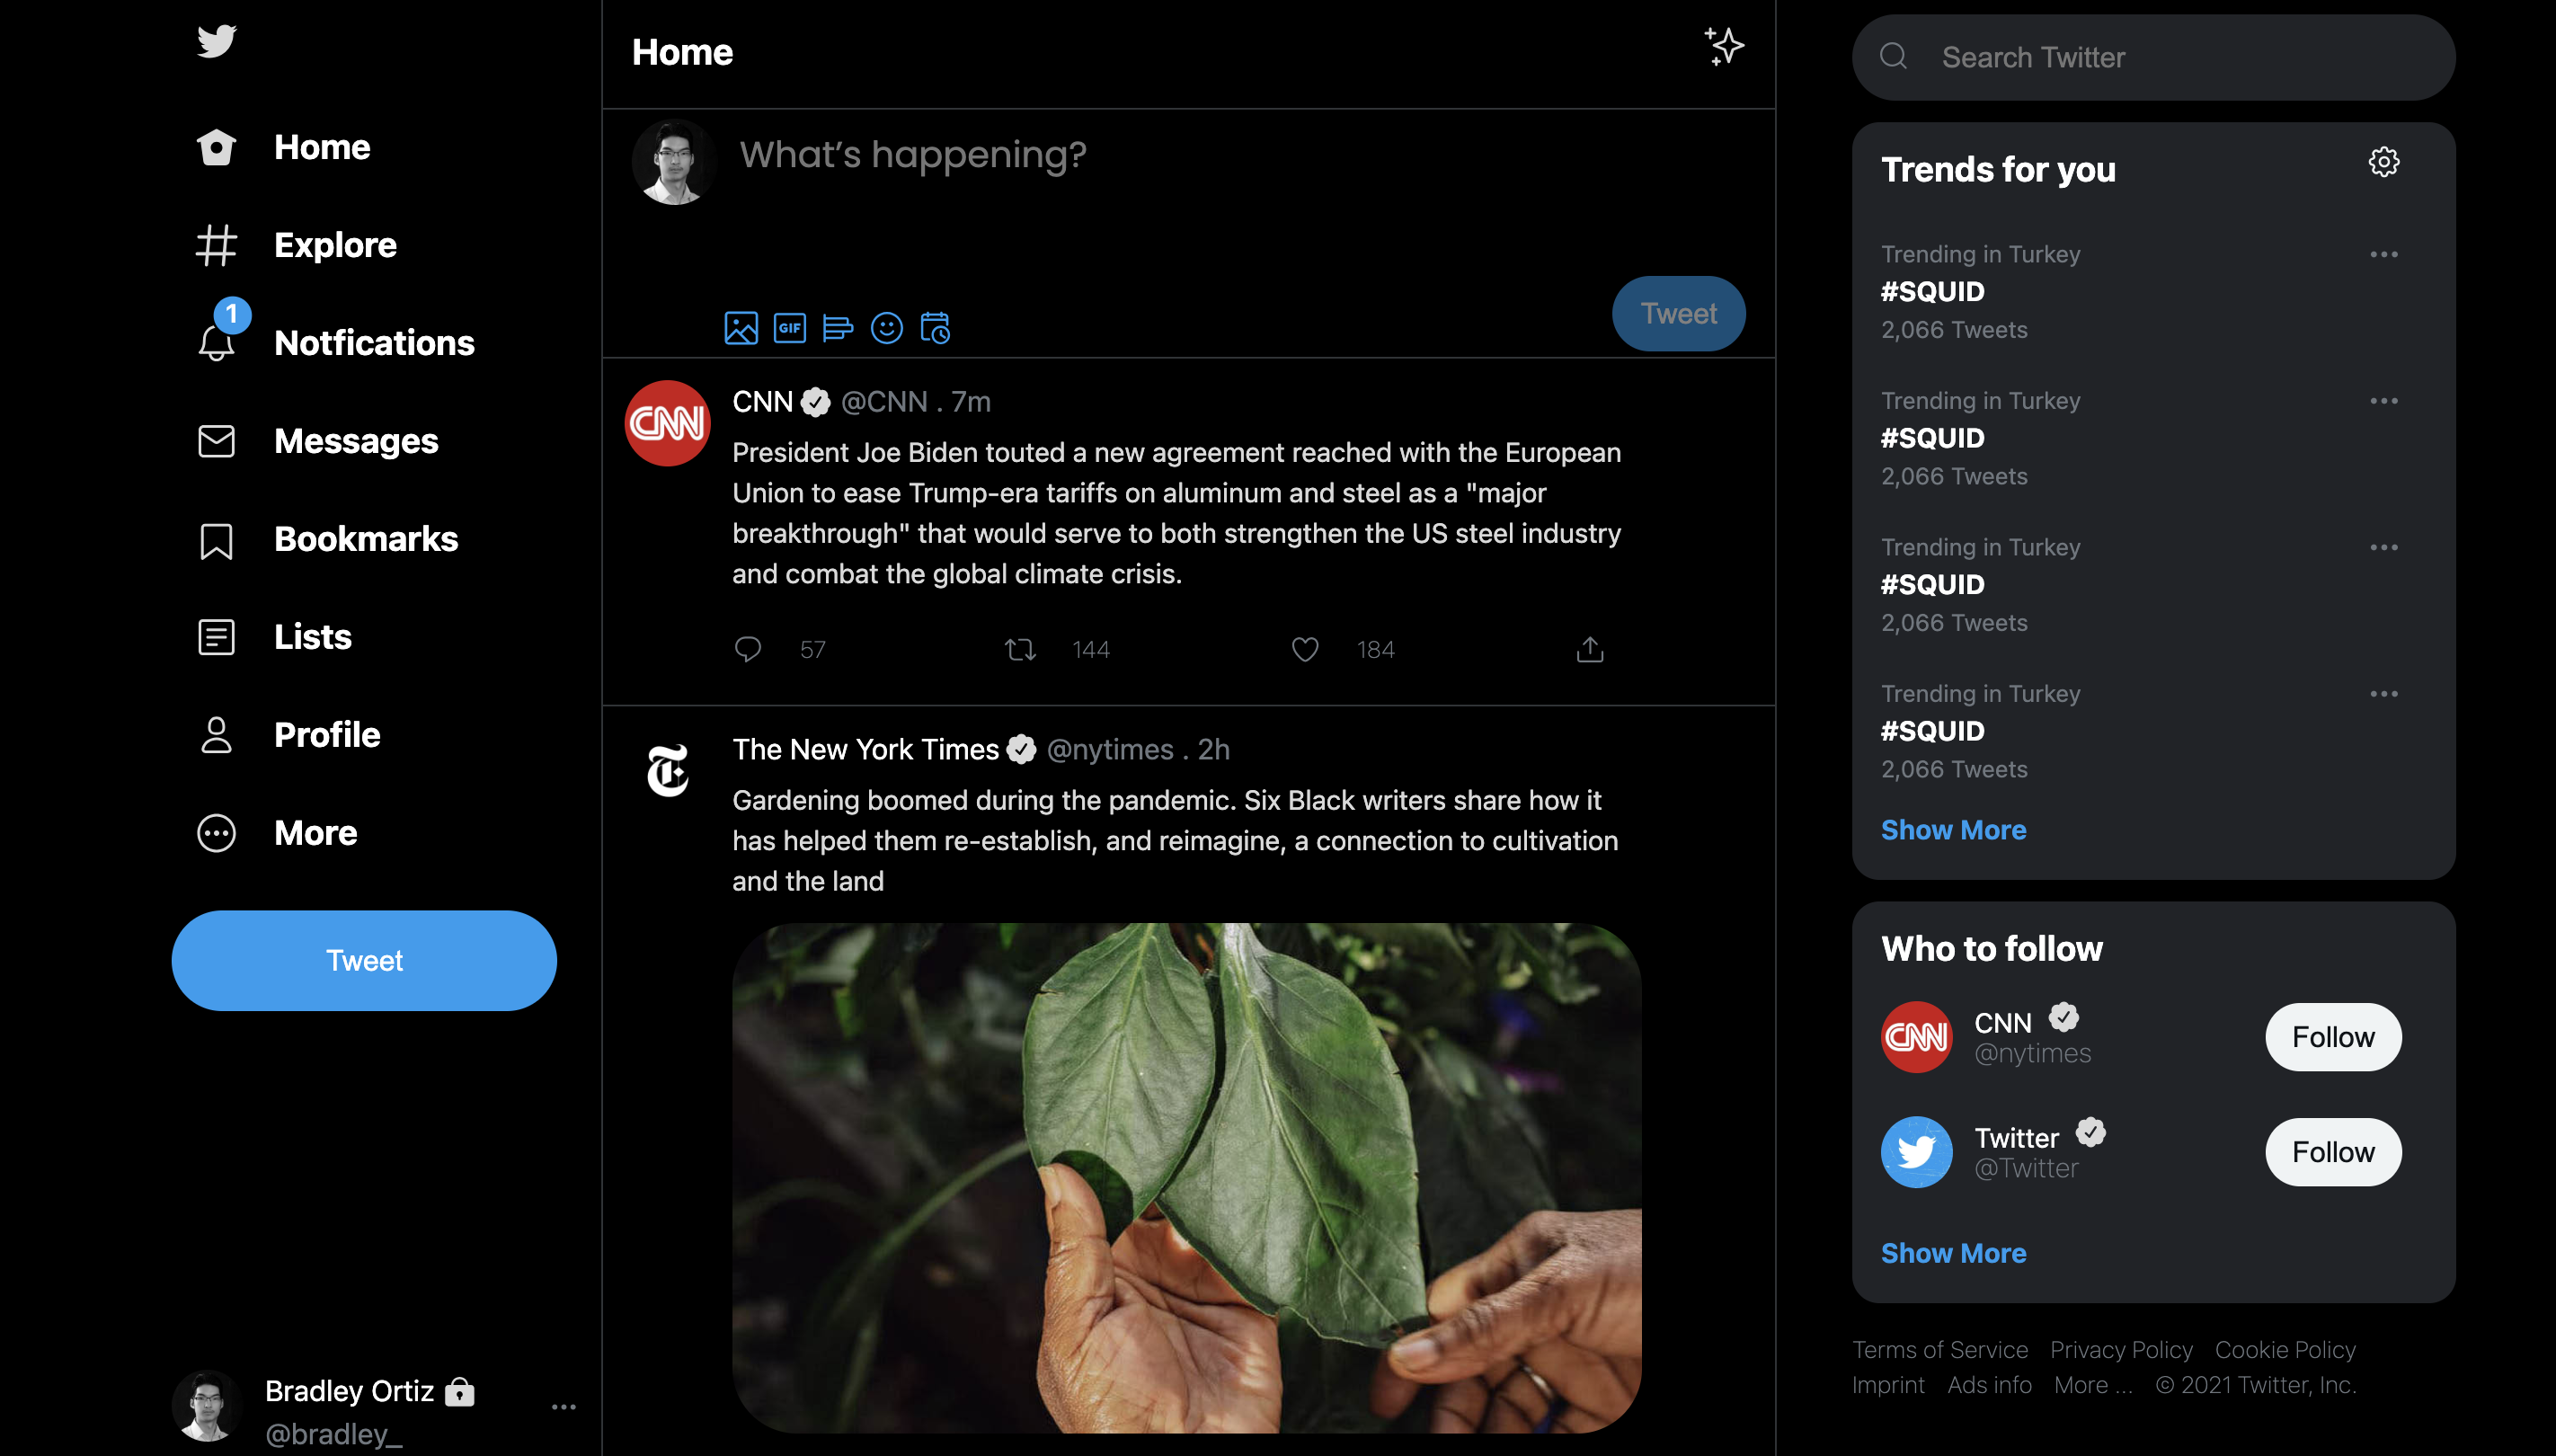 Home
Explore
1
Notfications
Messages
Bookmarks
Lists
Profile
More
Tweet
Bradley Ortiz
@bradley_
Home
What’s happening?
GIF
Tweet
CNN
CNN @CNN . 7m
President Joe Biden touted a new agreement reached with the European
Union to ease Trump-era tariffs on aluminum and steel as a "major
breakthrough" that would serve to both strengthen the US steel industry
and combat the global climate crisis.
57 144 184
T
The New York Times @nytimes . 2h
Gardening boomed during the pandemic. Six Black writers share how it
has helped them re-establish, and reimagine, a connection to cultivation
and the land
Search Twitter
Trends for you
Trending in Turkey
#SQUID
2,066 Tweets
Trending in Turkey
#SQUID
2,066 Tweets
Trending in Turkey
#SQUID
2,066 Tweets
Trending in Turkey
#SQUID
2,066 Tweets
Show More
Who to follow
CNN
CNN
@nytimes
Follow
Twitter
@Twitter
Follow
Show More
Terms of Service Privacy Policy Cookie Policy
Imprint Ads info More ... © 2021 Twitter, Inc.